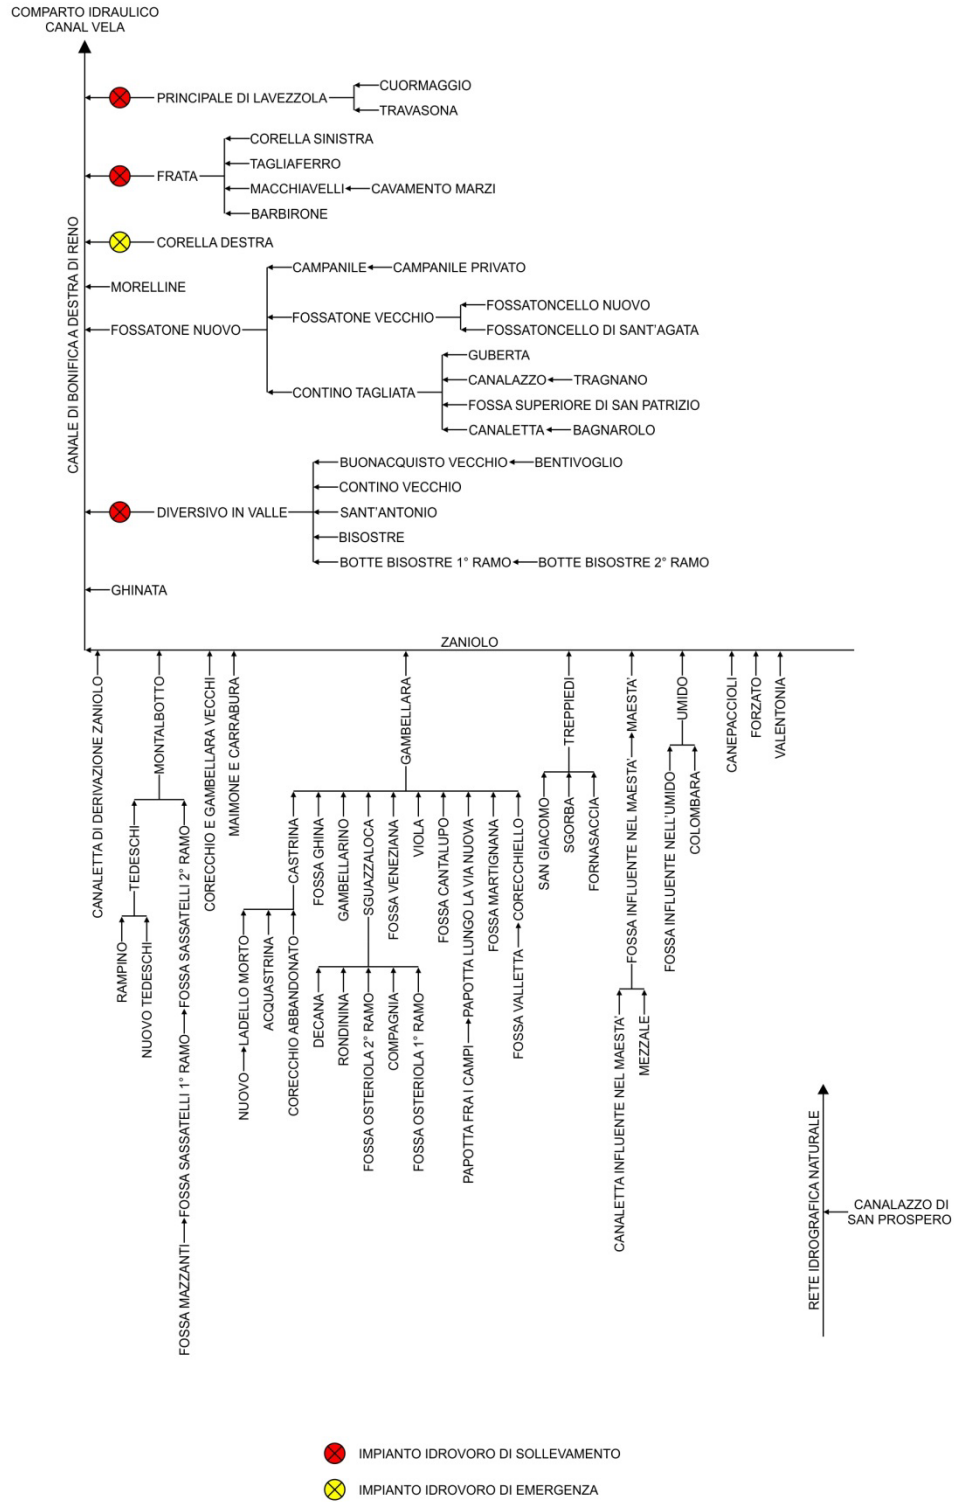 COMPARTO IDRAULICO
CANAL VELA
CANALE DI BONIFICA A DESTRA DI RENO
PRINCIPALE DI LAVEZZOLA
CUORMAGGIO
TRAVASONA
FRATA
CORELLA SINISTRA
TAGLIAFERRO
MACCHIAVELLI
CAVAMENTO MARZI
BARBIRONE
CORELLA DESTRA
MORELLINE
FOSSATONE NUOVO
CAMPANILE
CAMPANILE PRIVATO
FOSSATONE VECCHIO
FOSSATONCELLO NUOVO
FOSSATONCELLO DI SANT'AGATA
CONTINO TAGLIATA
GUBERTA
CANALAZZO
TRAGNANO
FOSSA SUPERIORE DI SAN PATRIZIO
CANALETTA
BAGNAROLO
DIVERSIVO IN VALLE
BUONACQUISTO VECCHIO
BENTIVOGLIO
CONTINO VECCHIO
SANT'ANTONIO
BISOSTRE
BOTTE BISOSTRE 1° RAMO
BOTTE BISOSTRE 2° RAMO
GHINATA
ZANIOLO
CANALETTA DI DERIVAZIONE ZANIOLO
MONTALBOTTO
TEDESCHI
RAMPINO
NUOVO TEDESCHI
FOSSA SASSATELLI 2° RAMO
FOSSA SASSATELLI 1° RAMO
FOSSA MAZZANTI
CORECCHIO E GAMBELLARA VECCHI
MAIMONE E CARRABURA
GAMBELLARA
CASTRINA
LADELLO MORTO
NUOVO
ACQUASTRINA
CORECCHIO ABBANDONATO
FOSSA GHINA
GAMBELLARINO
SGUAZZALOCA
DECANA
RONDININA
FOSSA OSTERIOLA 2° RAMO
COMPAGNIA
FOSSA OSTERIOLA 1° RAMO
FOSSA VENEZIANA
VIOLA
FOSSA CANTALUPO
PAPOTTA LUNGO LA VIA NUOVA
PAPOTTA FRA I CAMPI
FOSSA MARTIGNANA
CORECCHIELLO
FOSSA VALLETTA
TREPPIEDI
SAN GIACOMO
SGORBA
FORNASACCIA
MAESTA'
FOSSA INFLUENTE NEL MAESTA'
CANALETTA INFLUENTE NEL MAESTA'
MEZZALE
UMIDO
FOSSA INFLUENTE NELL'UMIDO
COLOMBARA
CANEPACCIOLI
FORZATO
VALENTONIA
RETE IDROGRAFICA NATURALE
CANALAZZO DI
SAN PROSPERO
IMPIANTO IDROVORO DI SOLLEVAMENTO
IMPIANTO IDROVORO DI EMERGENZA